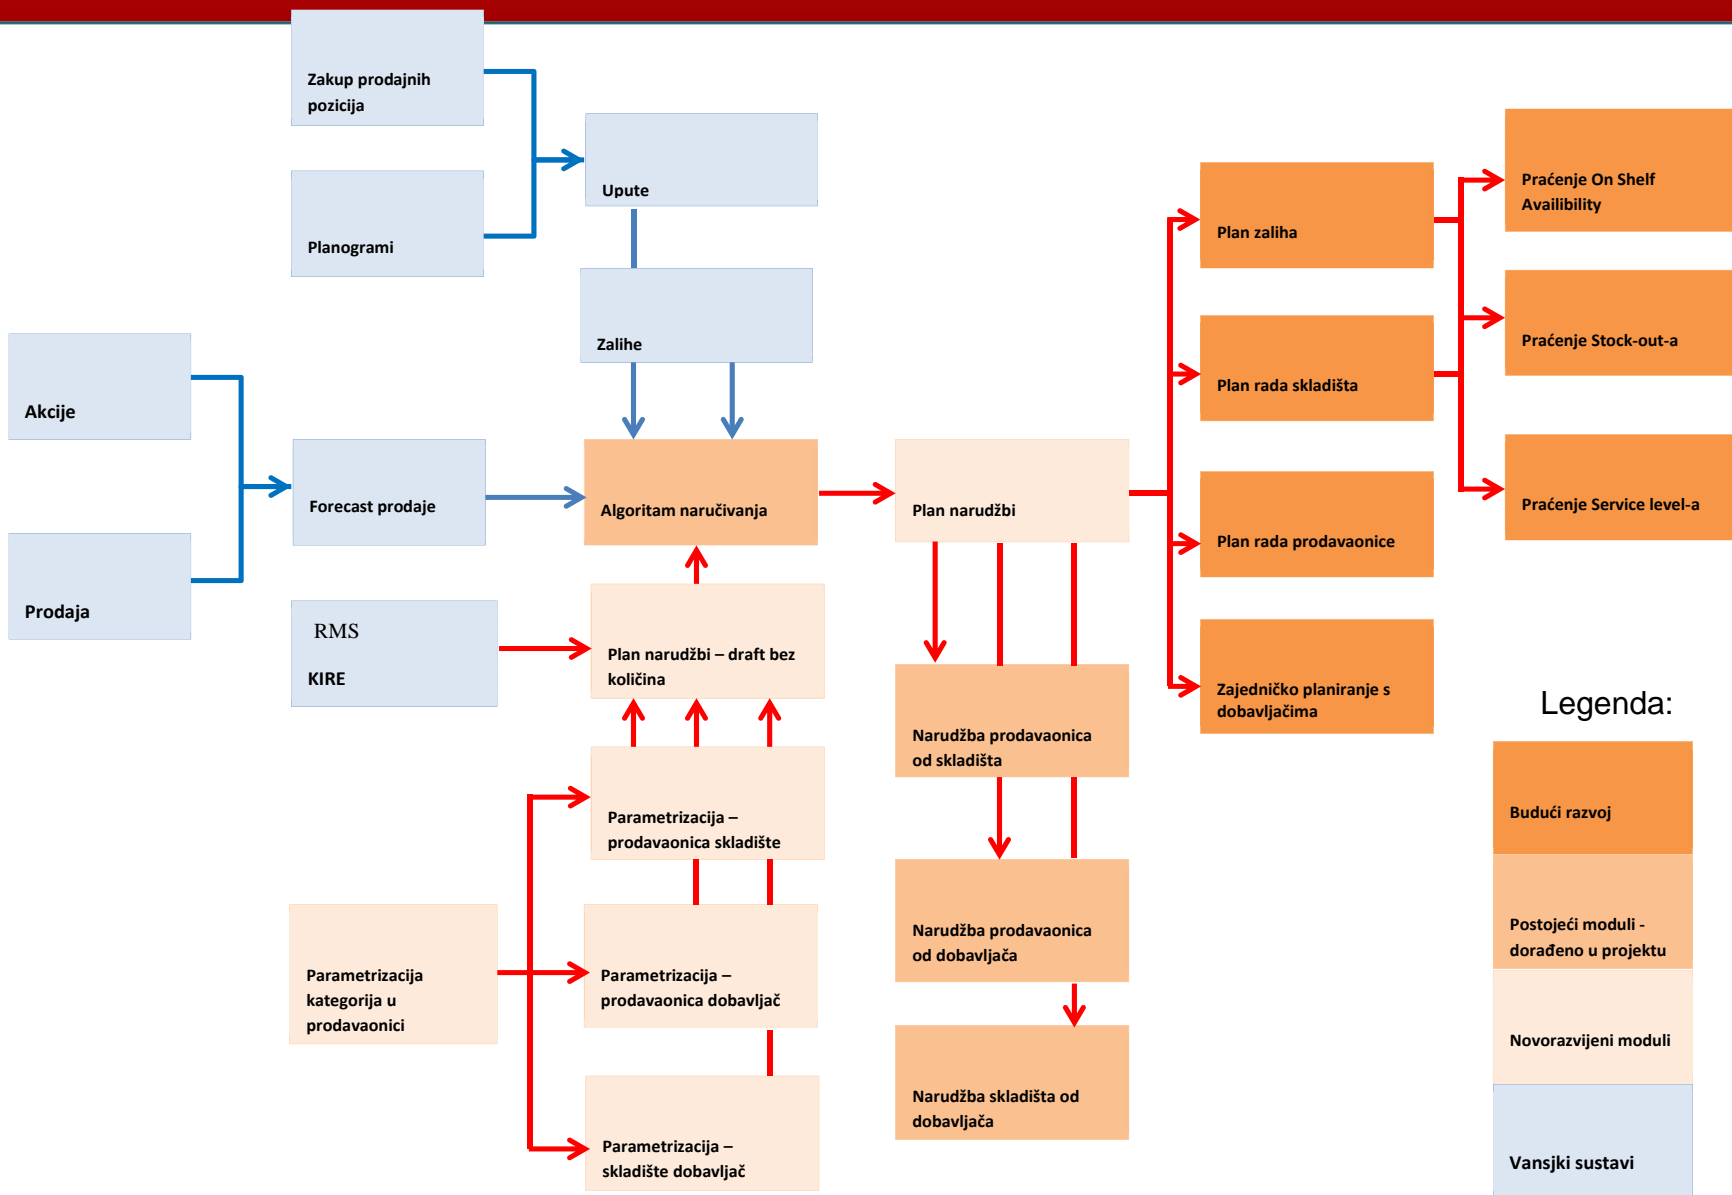 Zakup prodajnih
pozicija
Planogrami
Upute
Zalihe
Akcije
Prodaja
Forecast prodaje
Algoritam naručivanja
Plan narudžbi
RMS
KIRE
Plan narudžbi – draft bez
količina
Parametrizacija –
prodavaonica skladište
Parametrizacija
kategorija u
prodavaonici
Parametrizacija –
prodavaonica dobavljač
Parametrizacija –
skladište dobavljač
Narudžba prodavaonica
od skladišta
Narudžba prodavaonica
od dobavljača
Narudžba skladišta od
dobavljača
Plan zaliha
Plan rada skladišta
Plan rada prodavaonice
Zajedničko planiranje s
dobavljačima
Praćenje On Shelf
Availibility
Praćenje Stock-out-a
Praćenje Service level-a
Legenda:
Budući razvoj
Postojeći moduli -
dorađeno u projektu
Novorazvijeni moduli
Vansjki sustavi